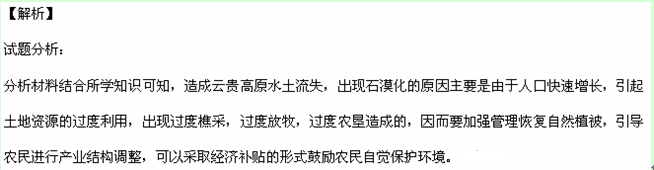 【解析】
试题分析：
分析材料结合所学知识可知，造成云贵高原水土流失，出现石漠化的原因主要是由于人口快速增长，引起
土地资源的过度利用，出现过度樵采，过度放牧，过度农垦造成的，因而要加强管理恢复自然植被，引导
农民进行产业结构调整，可以采取经济补贴的形式鼓励农民自觉保护环境。